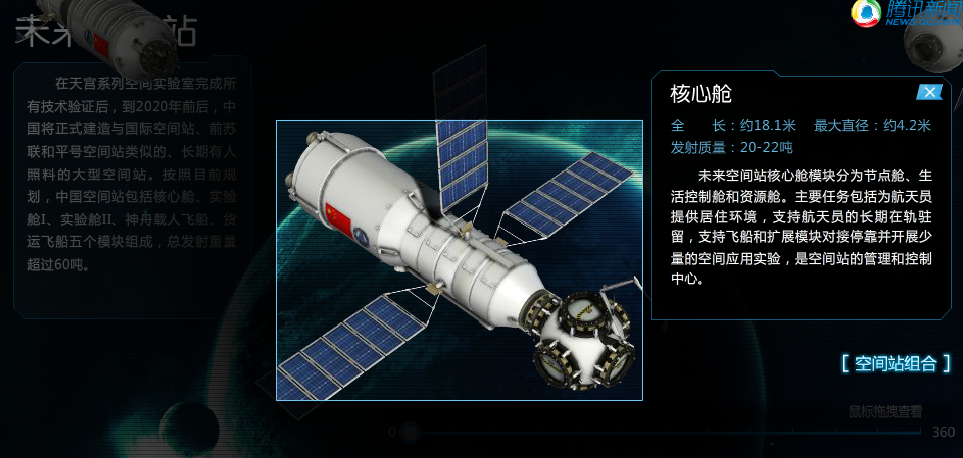 腾讯新闻
NEWS.QQ.COM
未来 站
在天宫系列空间实验室完成所
有技术验证后，到2020年前后，中
国将正式建造与国际空间站、前苏
联和平号空间站类似的、长期有人
照料的大型空间站。按照目前规
划，中国空间站包括核心舱、实验
舱I、实验舱II、神舟载人飞船、货
运飞船五个模块组成，总发射重量
超过60吨。
核心舱
全 长：约18.1米 最大直径：约4.2米
发射质量：20-22吨
未来空间站核心舱模块分为节点舱、生
活控制舱和资源舱。主要任务包括为航天员
提供居住环境，支持航天员的长期在轨驻
留，支持飞船和扩展模块对接停靠并开展少
量的空间应用实验，是空间站的管理和控制
中心。
[ 空间站组合 ]
鼠标拖拽查看
0 360